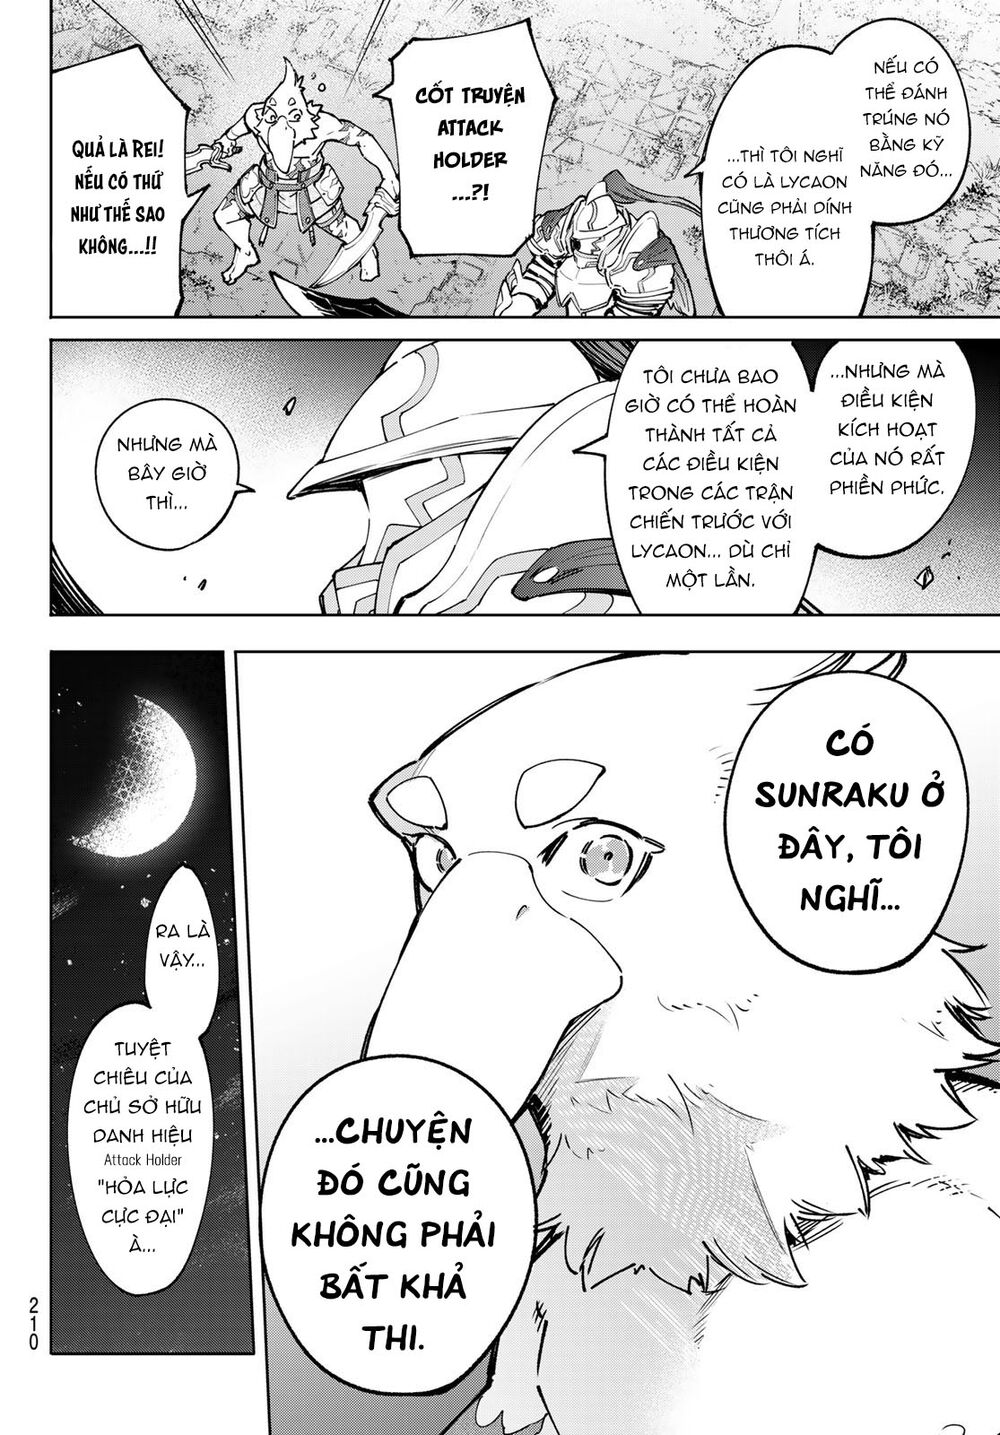 NẾU CÓ
THỂ ĐÁNH
TRÚNG NÓ
BẰNG KỸ
NĂNG ĐÓ...
...THÌ TÔI NGHĨ
CÓ LÀ LYCAON
CŨNG PHẢI DÍNH
THƯƠNG TÍCH
THÔI Á.
CỐT TRUYỆN
ATTACK
HOLDER
...?!
QUẢ LÀ REI!
NẾU CÓ THỨ
NHƯ THẾ SAO
KHÔNG...!!
...NHƯNG MÀ
ĐIỀU KIỆN
KÍCH HOẠT
CỦA NÓ RẤT
PHIỀN PHỨC.
TÔI CHƯA BAO
GIỜ CÓ THỂ HOÀN
THÀNH TẤT CẢ
CÁC ĐIỀU KIỆN
TRONG CÁC TRẬN
CHIẾN TRƯỚC VỚI
LYCAON... DÙ CHỈ
MỘT LẦN.
NHƯNG MÀ
BÂY GIỜ
THÌ...
CÓ
SUNRAKU Ở
ĐÂY, TÔI
NGHĨ...
...CHUYỆN
ĐÓ CŨNG
KHÔNG PHẢI
BẤT KHẢ
THI.
RA LÀ
VẬY...
TUYỆT
CHIÊU CỦA
CHỦ SỞ HỮU
DANH HIỆU
Attack Holder
"HỎA LỰC
CỰC ĐẠI"
À...
210